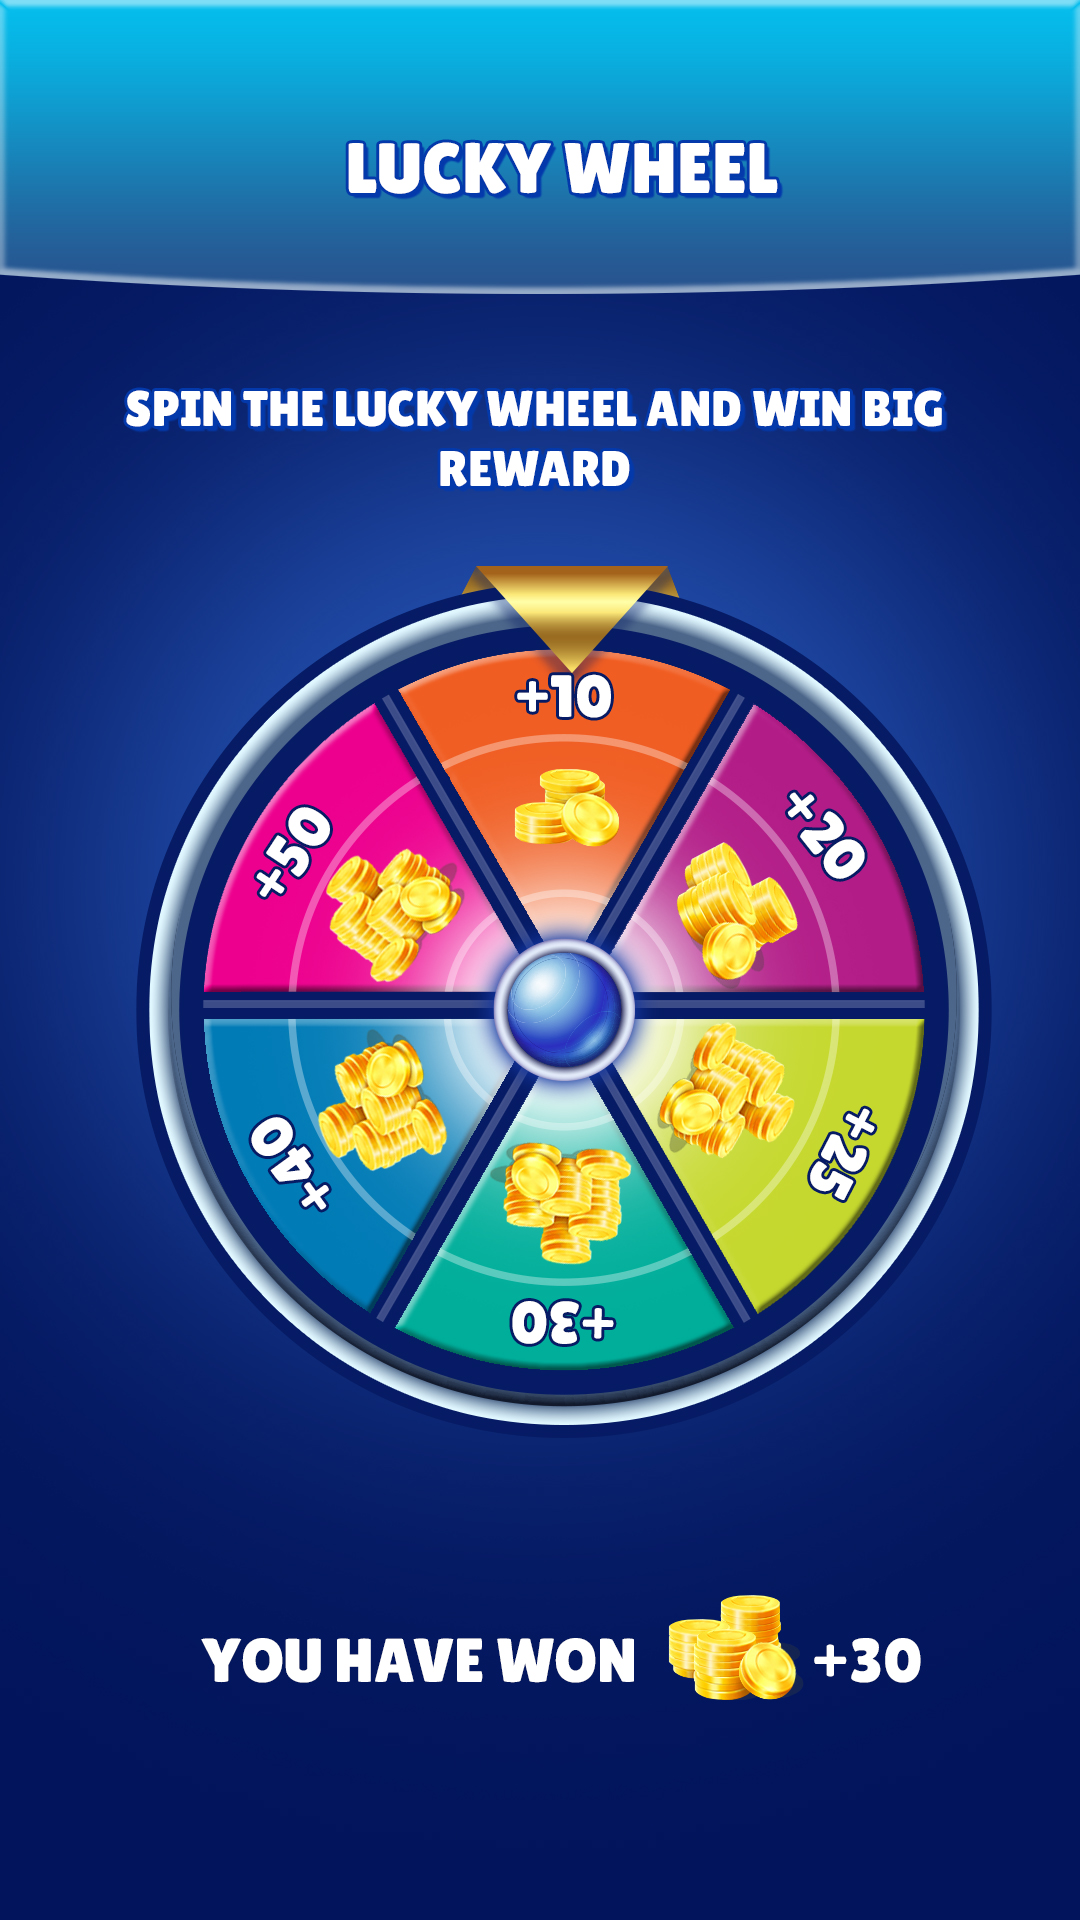 LUCKY WHEEL
SPIN THE LUCKY WHEEL AND WIN BIG
REWARD
+10
+50
+20
+40
+25
+30
YOU HAVE WON +30